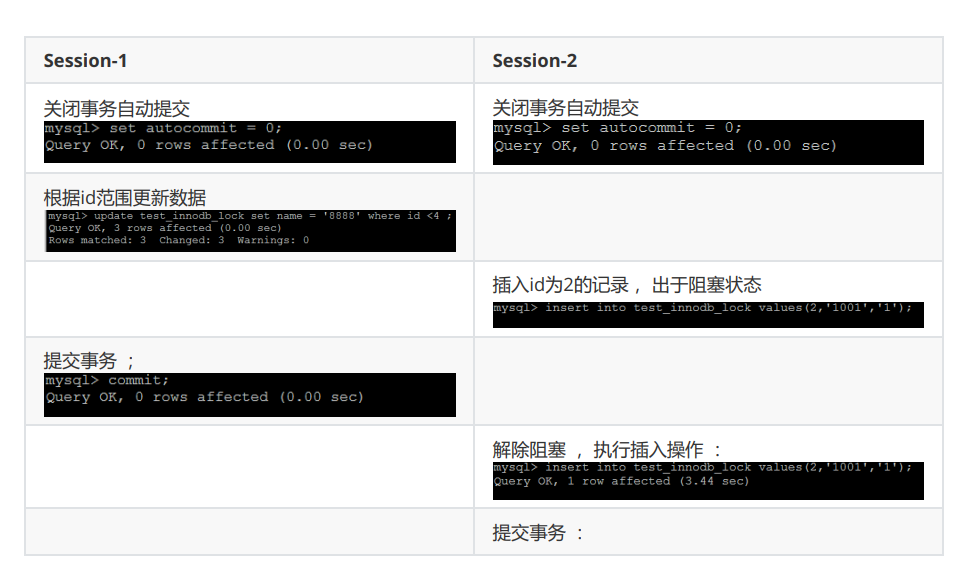 Session-1
Session-2
关闭事务自动提交
mysql> set autocommit = 0;
Query OK, 0 rows affected (0.00 sec)
关闭事务自动提交
mysql> set autocommit = 0;
Query OK, 0 rows affected (0.00 sec)
根据id范围更新数据
mysql> update test_innodb_lock set name = '8888' where id <4 ;
Query OK, 3 rows affected (0.00 sec)
Rows matched: 3  Changed: 3  Warnings: 0
插入id为2的记录 ，出于阻塞状态
mysql> insert into test_innodb_lock values(2,'1001','1');
提交事务 ；
mysql> commit;
Query OK, 0 rows affected (0.00 sec)
解除阻塞 ，执行插入操作 ：
mysql> insert into test_innodb_lock values(2,'1001','1');
Query OK, 1 row affected (3.44 sec)
提交事务 ：